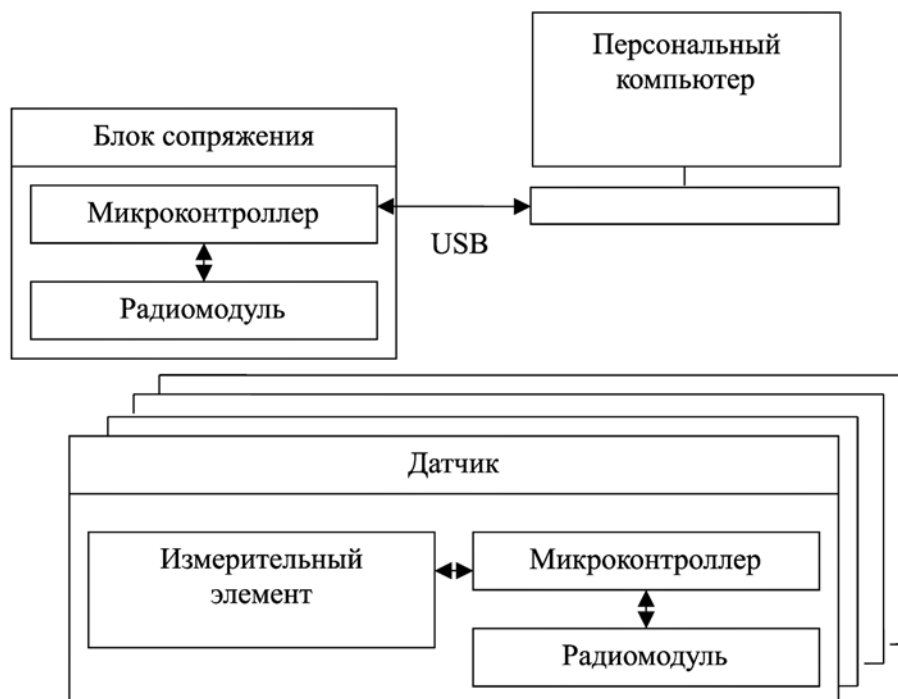 Персональный
компьютер
Блок сопряжения
Микроконтроллер
USB
Радиомодуль
Датчик
Измерительный
элемент
Микроконтроллер
Радиомодуль